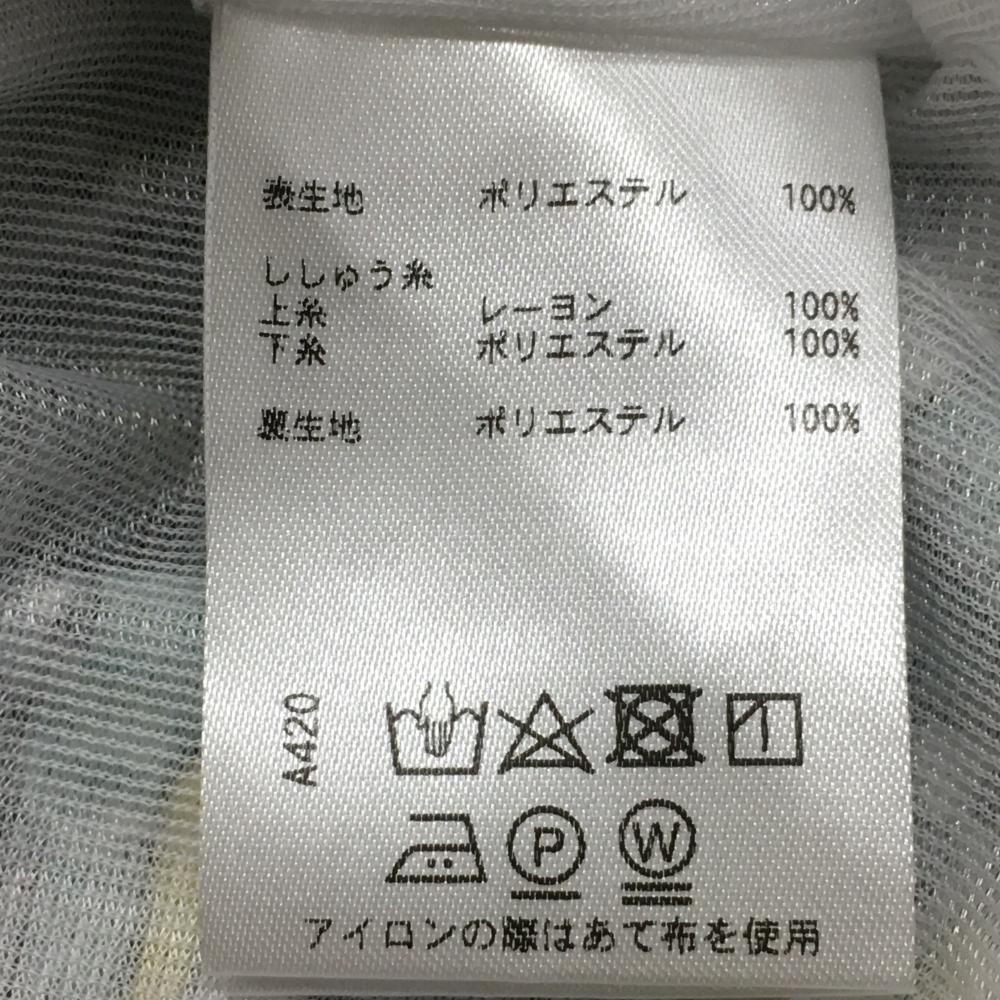 表生地 ポリエステル 100%
ししゅう糸
上糸 レーヨン 100%
下糸 ポリエステル 100%
裏生地 ポリエステル 100%
A420
P W
アイロンの際はあて布を使用